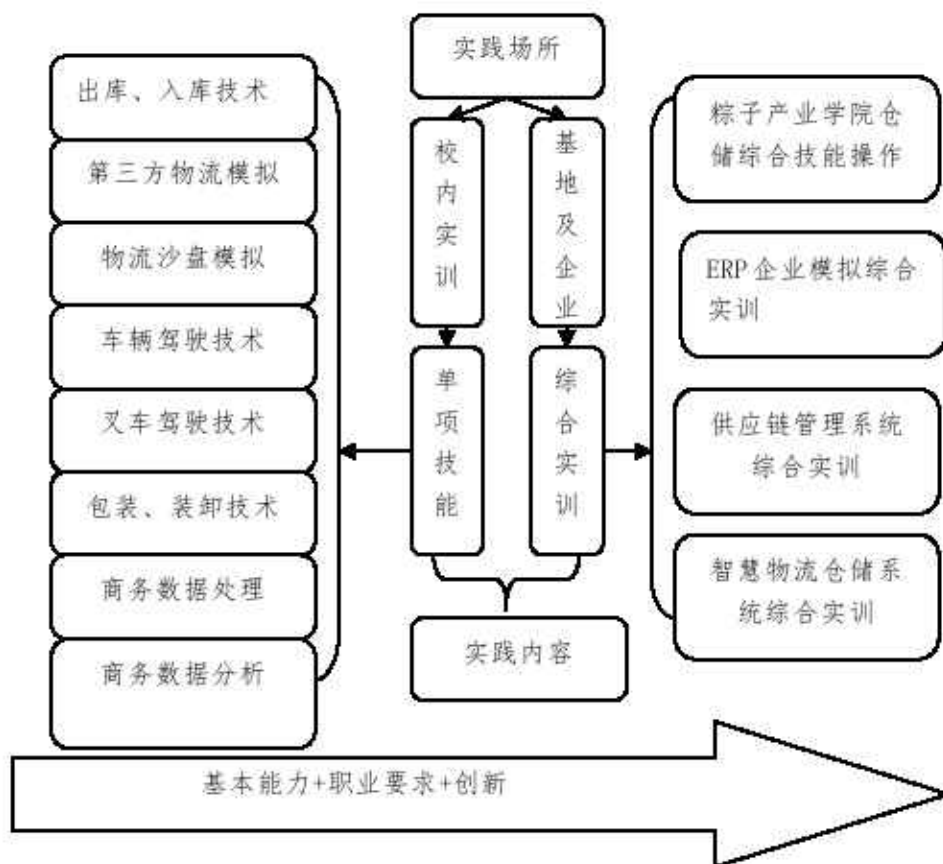 实践场所
出库、入库技术
第三方物流模拟
物流沙盘模拟
车辆驾驶技术
叉车驾驶技术
包装、装卸技术
商务数据处理
商务数据分析
校内实训
基地及企业
单项技能
综合实训
实践内容
粽子产业学院仓
储综合技能操作
ERP企业模拟综合
实训
供应链管理系统
综合实训
智慧物流仓储系
统综合实训
基本能力+职业要求+创新